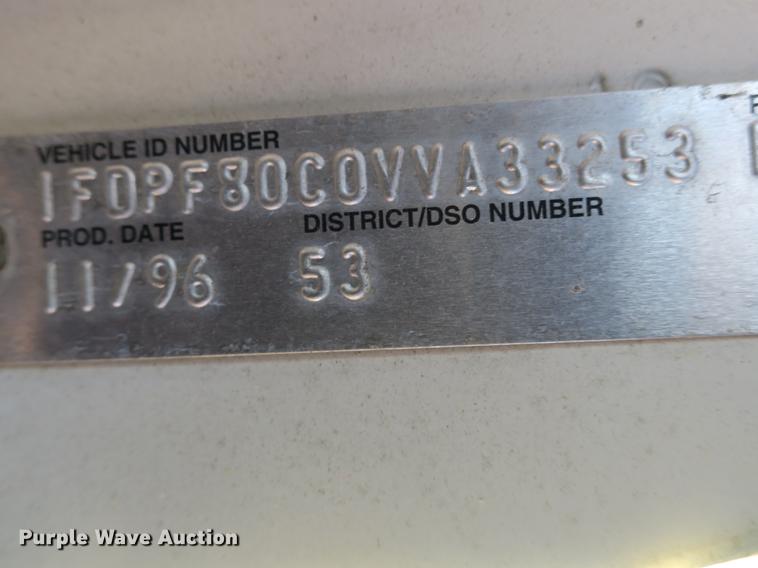 VEHICLE ID NUMBER
1FDPF80C0VVA33253
PROD. DATE
DISTRICT/DSO NUMBER
11/96 53
Purple Wave Auction